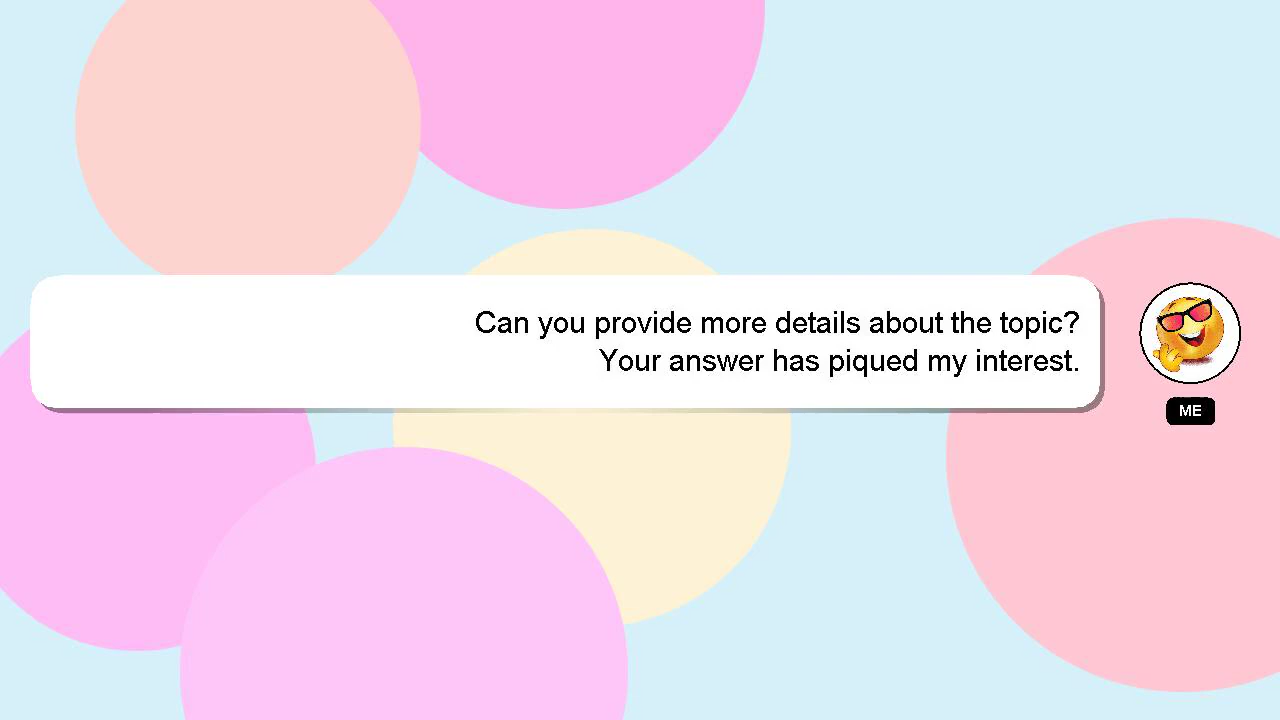 Can you provide more details about the topic?
Your answer has piqued my interest.
ME